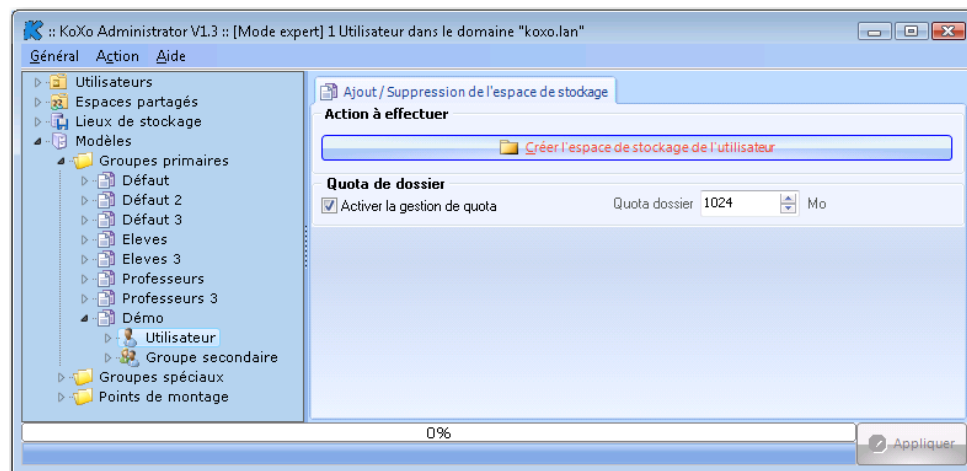 :: KoXo Administrator V1.3 :: [Mode expert] 1 Utilisateur dans le domaine "koxo.lan"
Général Action Aide
Utilisateurs
Espaces partagés
Lieux de stockage
Modèles
Groupes primaires
Défaut
Défaut 2
Défaut 3
Eleves
Eleves 3
Professeurs
Professeurs 3
Démo
Utilisateur
Groupe secondaire
Groupes spéciaux
Points de montage
Ajout / Suppression de l'espace de stockage
Action à effectuer
Créer l'espace de stockage de l'utilisateur
Quota de dossier
Activer la gestion de quota Quota dossier 1024 Mo
0%
Appliquer